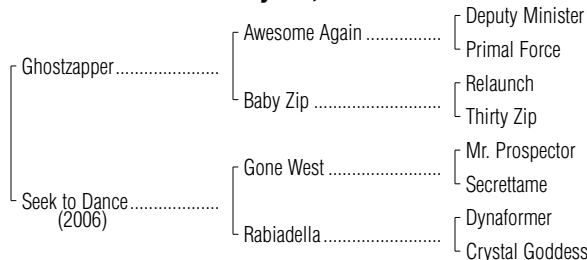 Deputy Minister
Awesome Again ................
Primal Force
Ghostzapper......................
Relaunch
Baby Zip ...........................
Thirty Zip
Mr. Prospector
Gone West ........................
Secrettame
Seek to Dance...................
(2006)
Dynaformer
Rabiadella.........................
Crystal Goddess